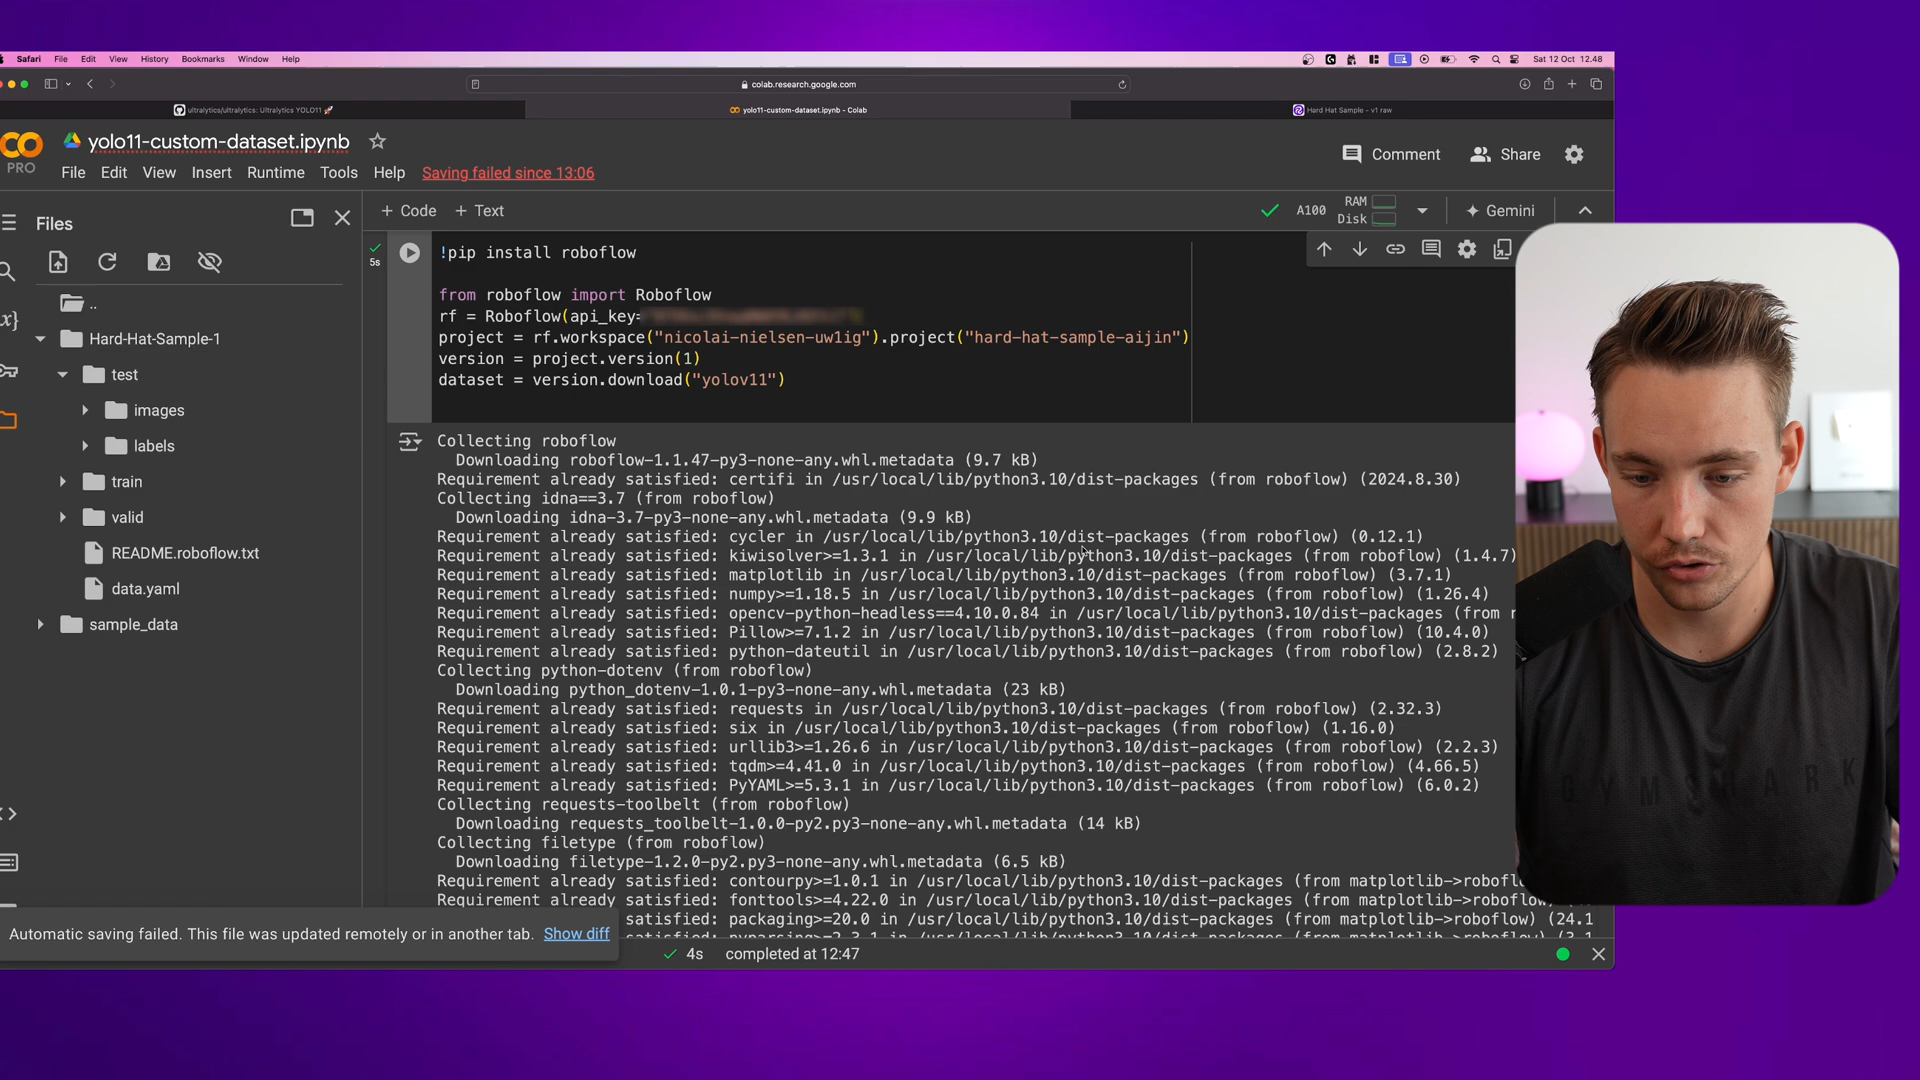 Safari File Edit View History Bookmarks Window Help
Sat 12 Oct 12.48
colab.research.google.com
ultralytics/ultralytics: Ultralytics YOLO11 🚀
yolo11-custom-dataset.ipynb - Colab
Hard Hat Sample - v1 raw
CO
PRO
yolo11-custom-dataset.ipynb
File Edit View Insert Runtime Tools Help Saving failed since 13:06
Comment Share
Files
+ Code + Text
A100 RAM Disk Gemini
..
Hard-Hat-Sample-1
test
images
labels
train
valid
README.roboflow.txt
data.yaml
sample_data
5s
!pip install roboflow
from roboflow import Roboflow
rf = Roboflow(api_key=
project = rf.workspace("nicolai-nielsen-uw1ig").project("hard-hat-sample-aijin")
version = project.version(1)
dataset = version.download("yolov11")
Collecting roboflow
Downloading roboflow-1.1.47-py3-none-any.whl.metadata (9.7 kB)
Requirement already satisfied: certifi in /usr/local/lib/python3.10/dist-packages (from roboflow) (2024.8.30)
Collecting idna==3.7 (from roboflow)
Downloading idna-3.7-py3-none-any.whl.metadata (9.9 kB)
Requirement already satisfied: cycler in /usr/local/lib/python3.10/dist-packages (from roboflow) (0.12.1)
Requirement already satisfied: kiwisolver>=1.3.1 in /usr/local/lib/python3.10/dist-packages (from roboflow) (1.4.7)
Requirement already satisfied: matplotlib in /usr/local/lib/python3.10/dist-packages (from roboflow) (3.7.1)
Requirement already satisfied: numpy>=1.18.5 in /usr/local/lib/python3.10/dist-packages (from roboflow) (1.26.4)
Requirement already satisfied: opencv-python-headless==4.10.0.84 in /usr/local/lib/python3.10/dist-packages (from
Requirement already satisfied: Pillow>=7.1.2 in /usr/local/lib/python3.10/dist-packages (from roboflow) (10.4.0)
Requirement already satisfied: python-dateutil in /usr/local/lib/python3.10/dist-packages (from roboflow) (2.8.2)
Collecting python-dotenv (from roboflow)
Downloading python_dotenv-1.0.1-py3-none-any.whl.metadata (23 kB)
Requirement already satisfied: requests in /usr/local/lib/python3.10/dist-packages (from roboflow) (2.32.3)
Requirement already satisfied: six in /usr/local/lib/python3.10/dist-packages (from roboflow) (1.16.0)
Requirement already satisfied: urllib3>=1.26.6 in /usr/local/lib/python3.10/dist-packages (from roboflow) (2.2.3)
Requirement already satisfied: tqdm>=4.41.0 in /usr/local/lib/python3.10/dist-packages (from roboflow) (4.66.5)
Requirement already satisfied: PyYAML>=5.3.1 in /usr/local/lib/python3.10/dist-packages (from roboflow) (6.0.2)
Collecting requests-toolbelt (from roboflow)
Downloading requests_toolbelt-1.0.0-py2.py3-none-any.whl.metadata (14 kB)
Collecting filetype (from roboflow)
Downloading filetype-1.2.0-py2.py3-none-any.whl.metadata (6.5 kB)
Requirement already satisfied: contourpy>=1.0.1 in /usr/local/lib/python3.10/dist-packages (from matplotlib->roboflow)
Requirement already satisfied: fonttools>=4.22.0 in /usr/local/lib/python3.10/dist-packages (from matplotlib->roboflow)
satisfied: packaging>=20.0 in /usr/local/lib/python3.10/dist-packages (from matplotlib->roboflow) (24.1
Automatic saving failed. This file was updated remotely or in another tab. Show diff
4s completed at 12:47
GYMSHARK